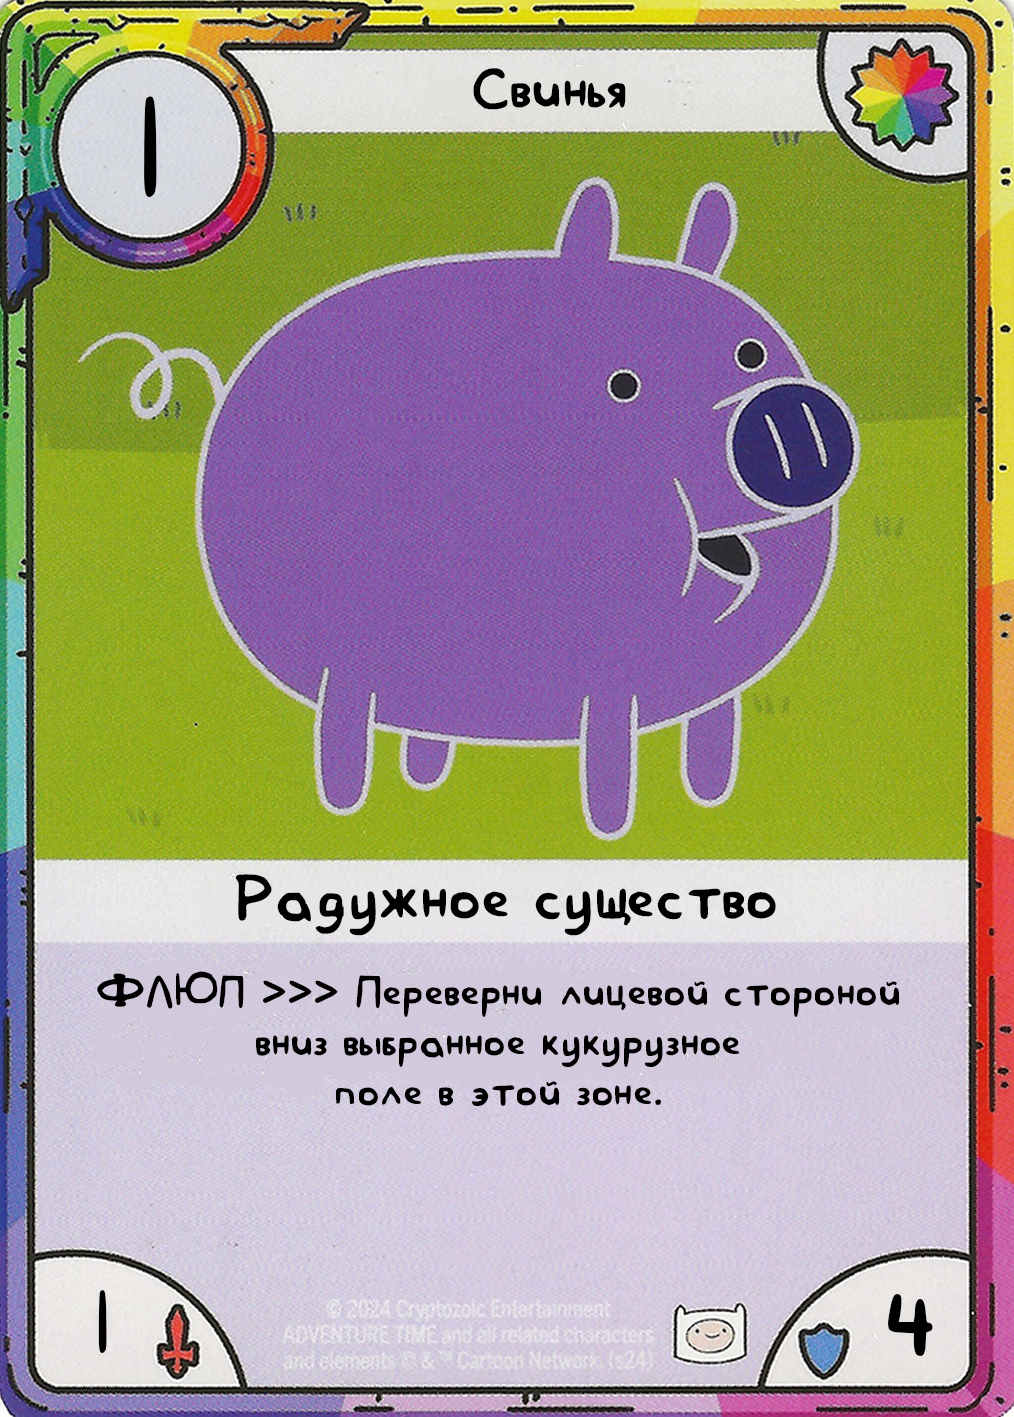 1
Свинья
Радужное существо
ФЛЮП >>> Переверни лицевой стороной
вниз выбранное кукурузное
поле в этой зоне.
1
4
© 2024 Cryptozoic Entertainment
ADVENTURE TIME and all related characters
and elements © & ™ Cartoon Network. (s24)